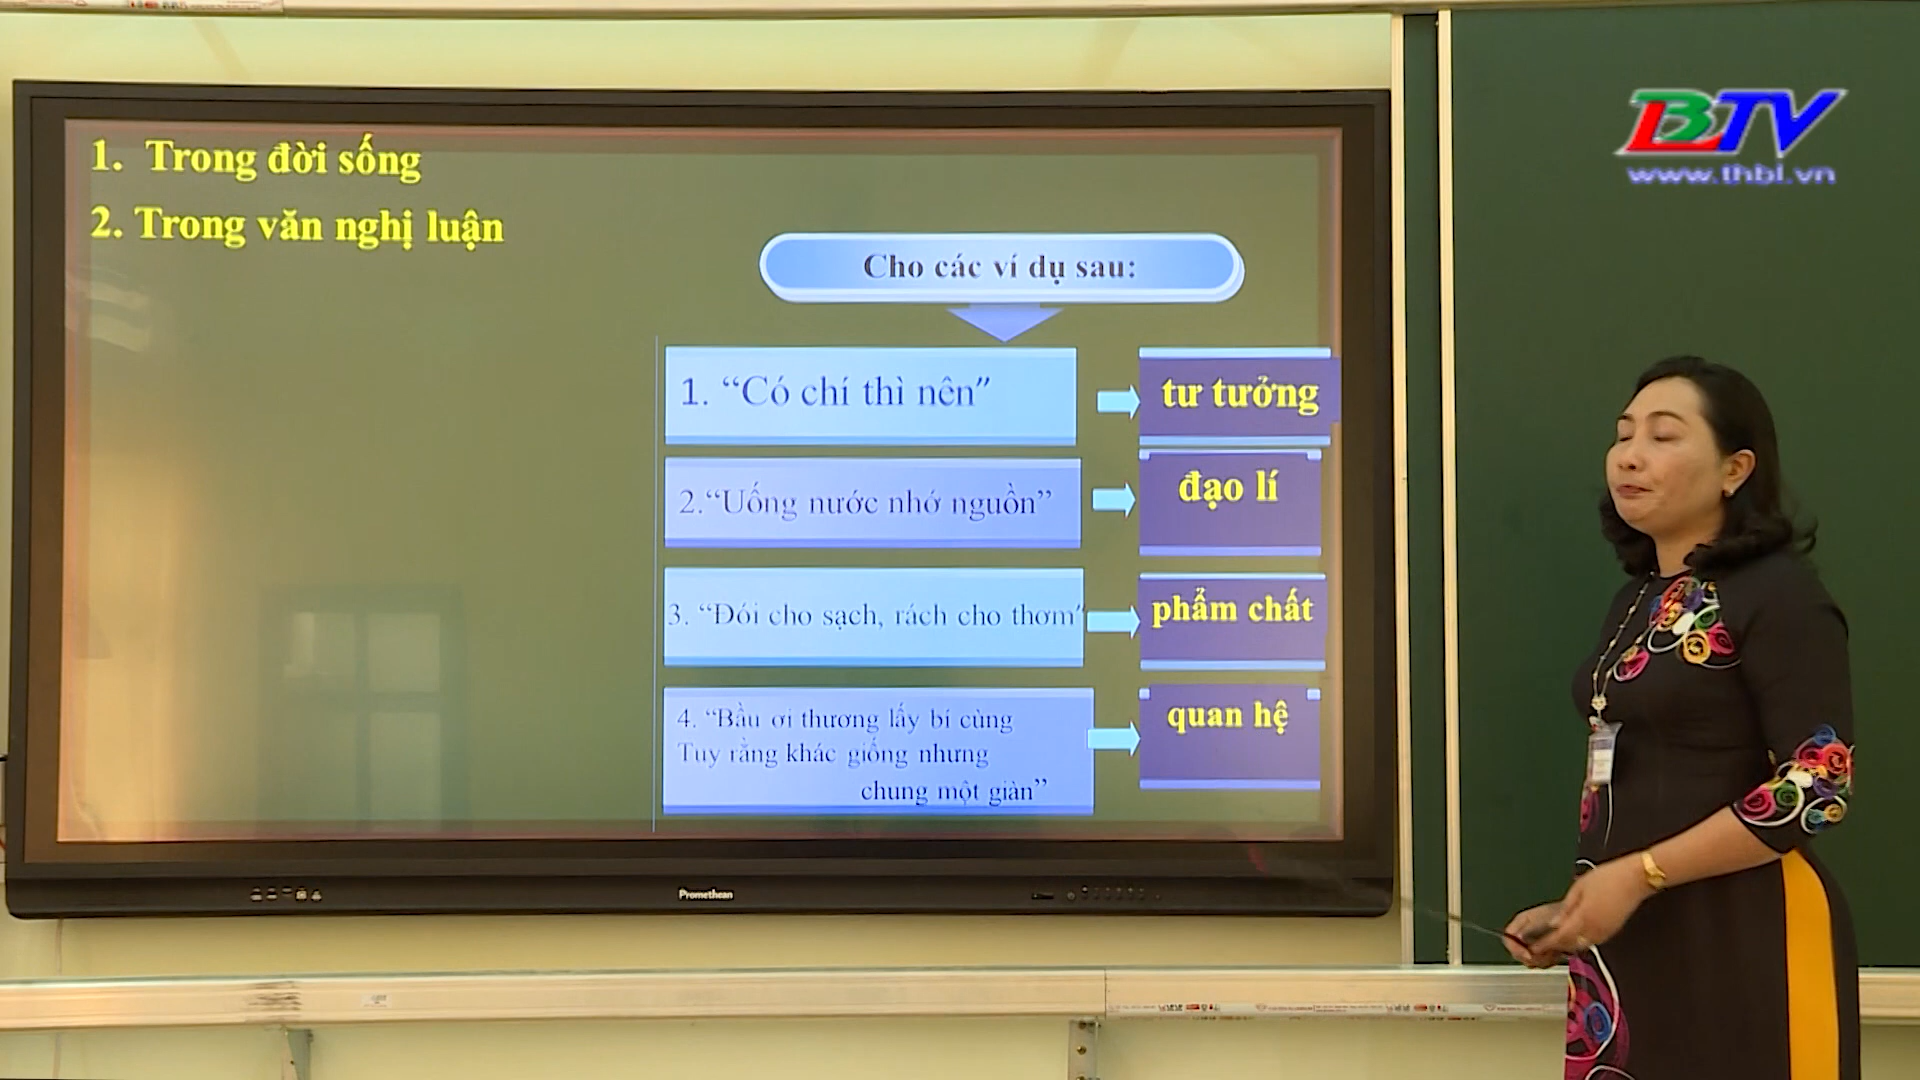 1. Trong đời sống
2. Trong văn nghị luận
Cho các ví dụ sau:
1. “Có chí thì nên”
tư tưởng
2.“Uống nước nhớ nguồn”
đạo lí
3. “Đói cho sạch, rách cho thơm”
phẩm chất
4. “Bầu ơi thương lấy bí cùng
Tuy rằng khác giống nhưng
chung một giàn”
quan hệ
Promethean
BTV
www.thbl.vn